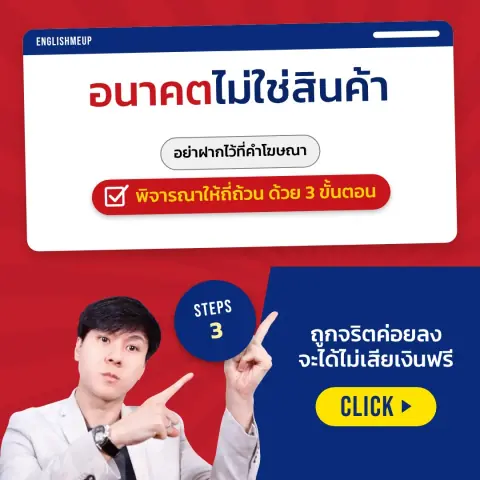 ENGLISHMEUP
อนาคตไม่ใช่สินค้า
อย่าฝากไว้ที่คำโฆษณา
พิจารณาให้ถี่ถ้วน ด้วย 3 ขั้นตอน
STEPS
3
ถูกจริตค่อยลง
จะได้ไม่เสียเงินฟรี
CLICK